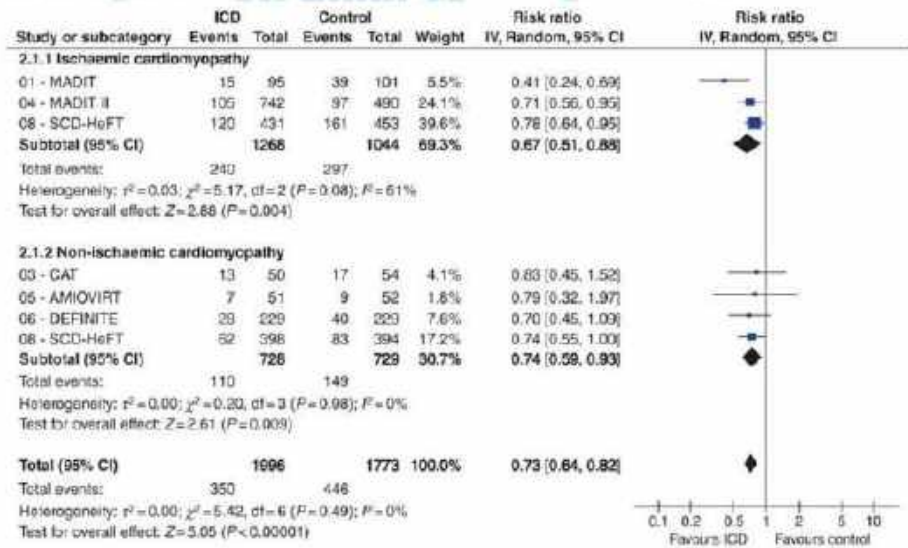 ICD Control Risk ratio Risk ratio
Study or subcategory Events Total Events Total Weight IV, Random, 95% CI IV, Random, 95% CI
2.1.1 Ischaemic cardiomyopathy
01 - MADIT 15 95 39 101 5.5% 0.41 [0.24, 0.69]
04 - MADIT II 105 742 97 490 24.1% 0.71 [0.56, 0.95]
08 - SCD-HeFT 120 431 161 453 39.6% 0.78 [0.64, 0.95]
Subtotal (95% CI) 1268 1044 69.3% 0.67 [0.51, 0.88]
Total events: 240 297
Heterogeneity: τ²=0.03; χ²=5.17, df=2 (P=0.08); I²=61%
Test for overall effect: Z=2.88 (P=0.004)
2.1.2 Non-ischaemic cardiomyopathy
03 - CAT 13 50 17 54 4.1% 0.83 [0.45, 1.52]
05 - AMIOVIRT 7 51 9 52 1.8% 0.79 [0.32, 1.97]
06 - DEFINITE 28 229 40 229 7.6% 0.70 [0.45, 1.09]
08 - SCD-HeFT 62 398 83 394 17.2% 0.74 [0.55, 1.00]
Subtotal (95% CI) 728 729 30.7% 0.74 [0.59, 0.93]
Total events: 110 149
Heterogeneity: τ²=0.00; χ²=0.20, df=3 (P=0.98); I²=0%
Test for overall effect: Z=2.61 (P=0.009)
Total (95% CI) 1996 1773 100.0% 0.73 [0.64, 0.82]
Total events: 350 446
Heterogeneity: τ²=0.00; χ²=5.42, df=6 (P=0.49); I²=0%
Test for overall effect: Z=5.05 (P<0.00001)
0.1 0.2 0.5 1 2 5 10
Favours ICD Favours control